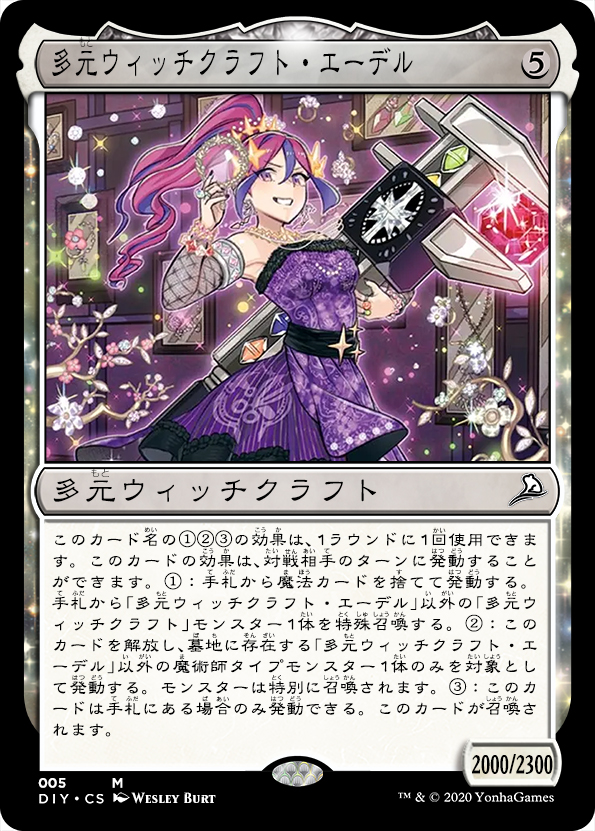 多元ウィッチクラフト・エーデル
5
多元ウィッチクラフト
このカード名の①②③の効果は、1ラウンドに1回使用できま
す。このカードの効果は、対戦相手のターンに発動すること
ができます。①：手札から魔法カードを捨てて発動する。
手札から「多元ウィッチクラフト・エーデル」以外の「多元ウ
ィッチクラフト」モンスター1体を特殊召喚する。②：この
カードを解放し、墓地に存在する「多元ウィッチクラフト・エ
ーデル」以外の魔術師タイプモンスター1体のみを対象とし
て発動する。モンスターは特別に召喚されます。③：このカ
ードは手札にある場合のみ発動できる。このカードが召喚さ
れます。
2000/2300
005 M
DIY • CS Wesley Burt
™ & © 2020 YonhaGames